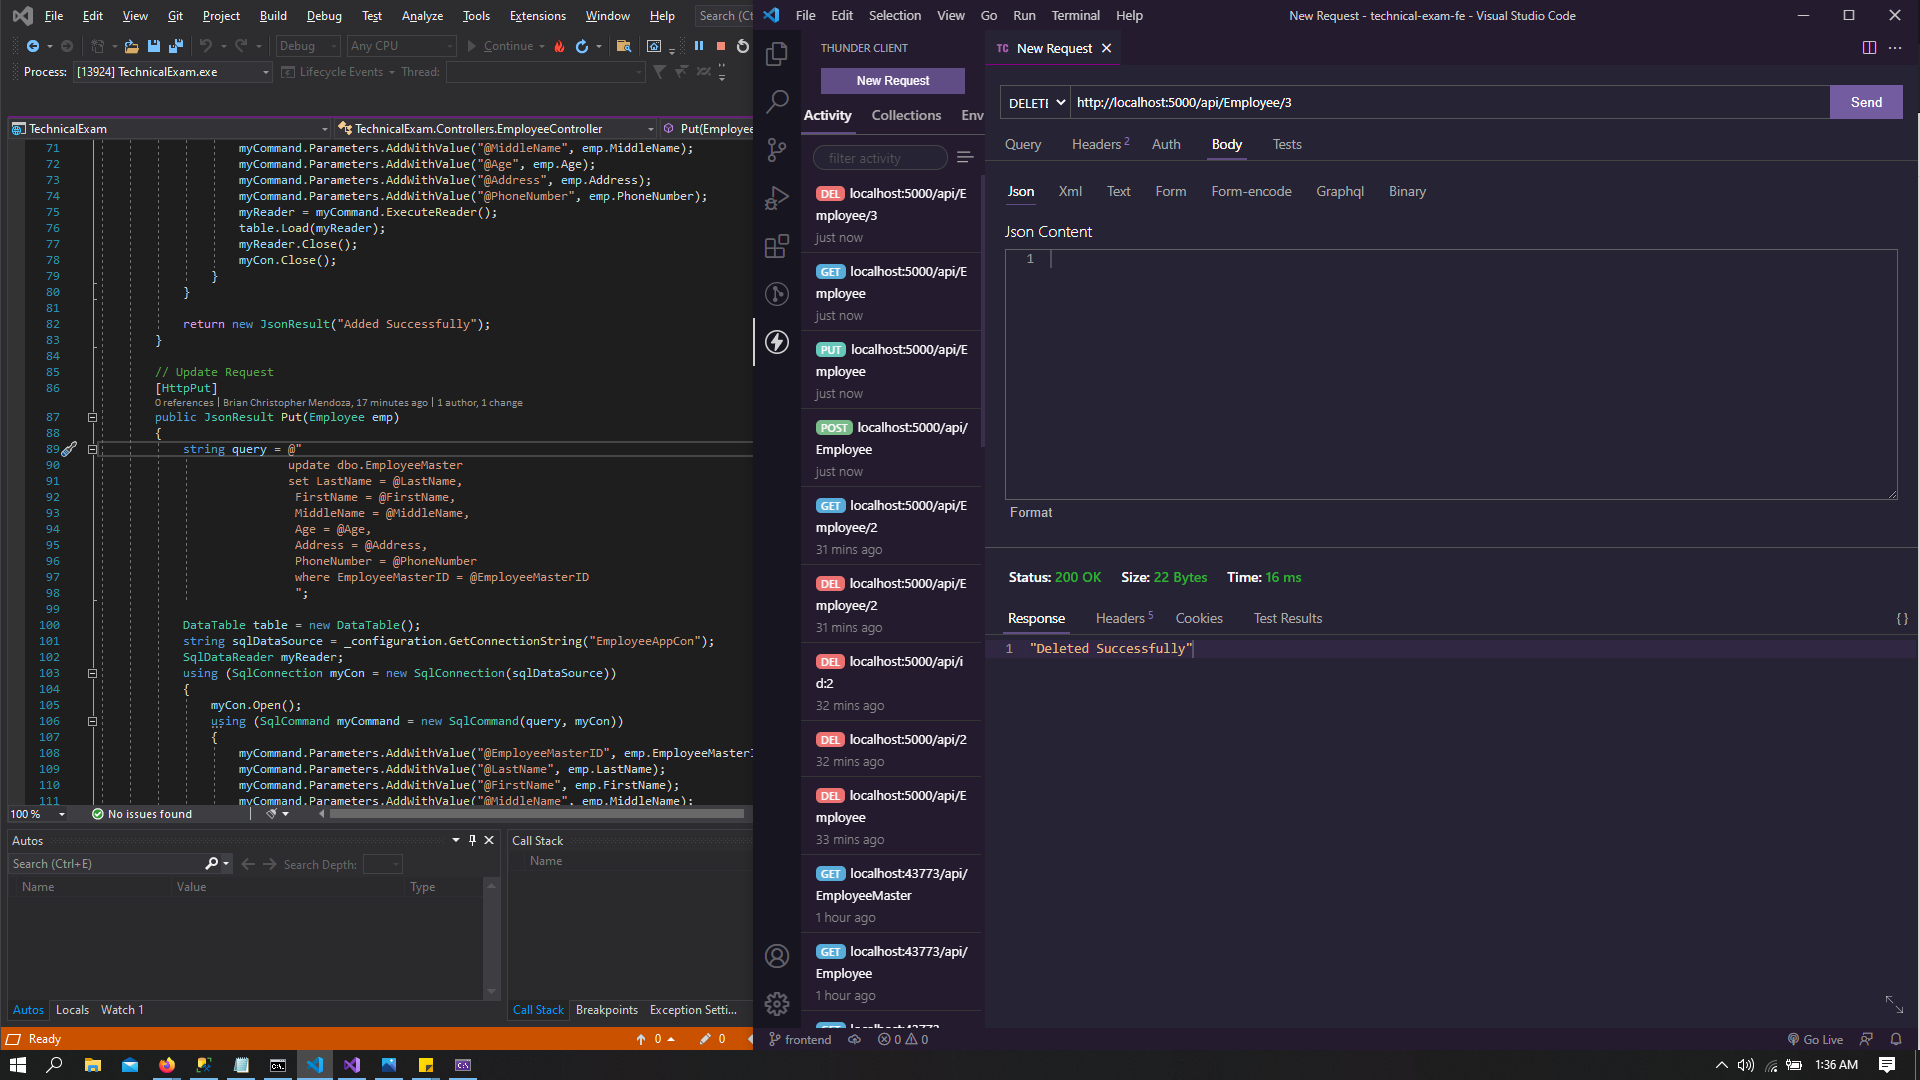 File Edit View Git Project Build Debug Test Analyze Tools Extensions Window Help Search (Ct
Debug Any CPU Continue
Process: [13924] TechnicalExam.exe Lifecycle Events Thread:
TechnicalExam TechnicalExam.Controllers.EmployeeController Put(Employee
71 myCommand.Parameters.AddWithValue("@MiddleName", emp.MiddleName);
72 myCommand.Parameters.AddWithValue("@Age", emp.Age);
73 myCommand.Parameters.AddWithValue("@Address", emp.Address);
74 myCommand.Parameters.AddWithValue("@PhoneNumber", emp.PhoneNumber);
75 myReader = myCommand.ExecuteReader();
76 table.Load(myReader);
77 myReader.Close();
78 myCon.Close();
79 }
80 }
81
82 return new JsonResult("Added Successfully");
83 }
84
85 // Update Request
86 [HttpPut]
0 references | Brian Christopher Mendoza, 17 minutes ago | 1 author, 1 change
87 public JsonResult Put(Employee emp)
88 {
89 string query = @"
90 update dbo.EmployeeMaster
91 set LastName = @LastName,
92 FirstName = @FirstName,
93 MiddleName = @MiddleName,
94 Age = @Age,
95 Address = @Address,
96 PhoneNumber = @PhoneNumber
97 where EmployeeMasterID = @EmployeeMasterID
98 ";
99
100 DataTable table = new DataTable();
101 string sqlDataSource = _configuration.GetConnectionString("EmployeeAppCon");
102 SqlDataReader myReader;
103 using (SqlConnection myCon = new SqlConnection(sqlDataSource))
104 {
105 myCon.Open();
106 using (SqlCommand myCommand = new SqlCommand(query, myCon))
107 {
108 myCommand.Parameters.AddWithValue("@EmployeeMasterID", emp.EmployeeMasterI
109 myCommand.Parameters.AddWithValue("@LastName", emp.LastName);
110 myCommand.Parameters.AddWithValue("@FirstName", emp.FirstName);
111 myCommand.Parameters.AddWithValue("@MiddleName", emp.MiddleName);
100 % No issues found
Autos
Search (Ctrl+E) Search Depth:
Name Value Type
Autos Locals Watch 1
Call Stack
Name
Call Stack Breakpoints Exception Setti...
Ready 0 0
File Edit Selection View Go Run Terminal Help New Request - technical-exam-fe - Visual Studio Code
THUNDER CLIENT
New Request
Activity Collections Env
filter activity
DEL localhost:5000/api/E
mployee/3
just now
GET localhost:5000/api/E
mployee
just now
PUT localhost:5000/api/E
mployee
just now
POST localhost:5000/api/
Employee
just now
GET localhost:5000/api/E
mployee/2
31 mins ago
DEL localhost:5000/api/E
mployee/2
31 mins ago
DEL localhost:5000/api/i
d:2
32 mins ago
DEL localhost:5000/api/2
32 mins ago
DEL localhost:5000/api/E
mployee
33 mins ago
GET localhost:43773/api/
EmployeeMaster
1 hour ago
GET localhost:43773/api/
Employee
1 hour ago
TC New Request
DELETE http://localhost:5000/api/Employee/3 Send
Query Headers 2 Auth Body Tests
Json Xml Text Form Form-encode Graphql Binary
Json Content
1
Format
Status: 200 OK Size: 22 Bytes Time: 16 ms
Response Headers 5 Cookies Test Results {}
1 "Deleted Successfully"
frontend 0 0 Go Live
1:36 AM